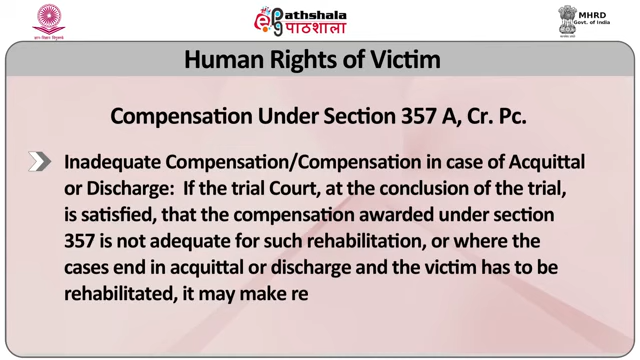 ePathshala
पाठशाला
MHRD
Govt. of India
Human Rights of Victim
Compensation Under Section 357 A, Cr. Pc.
Inadequate Compensation/Compensation in case of Acquittal
or Discharge: If the trial Court, at the conclusion of the trial,
is satisfied, that the compensation awarded under section
357 is not adequate for such rehabilitation, or where the
cases end in acquittal or discharge and the victim has to be
rehabilitated, it may make re